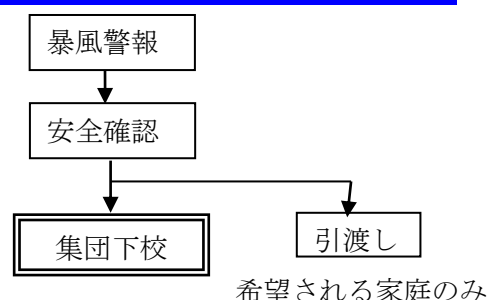 暴風警報
安全確認
集団下校
引渡し
希望される家庭のみ